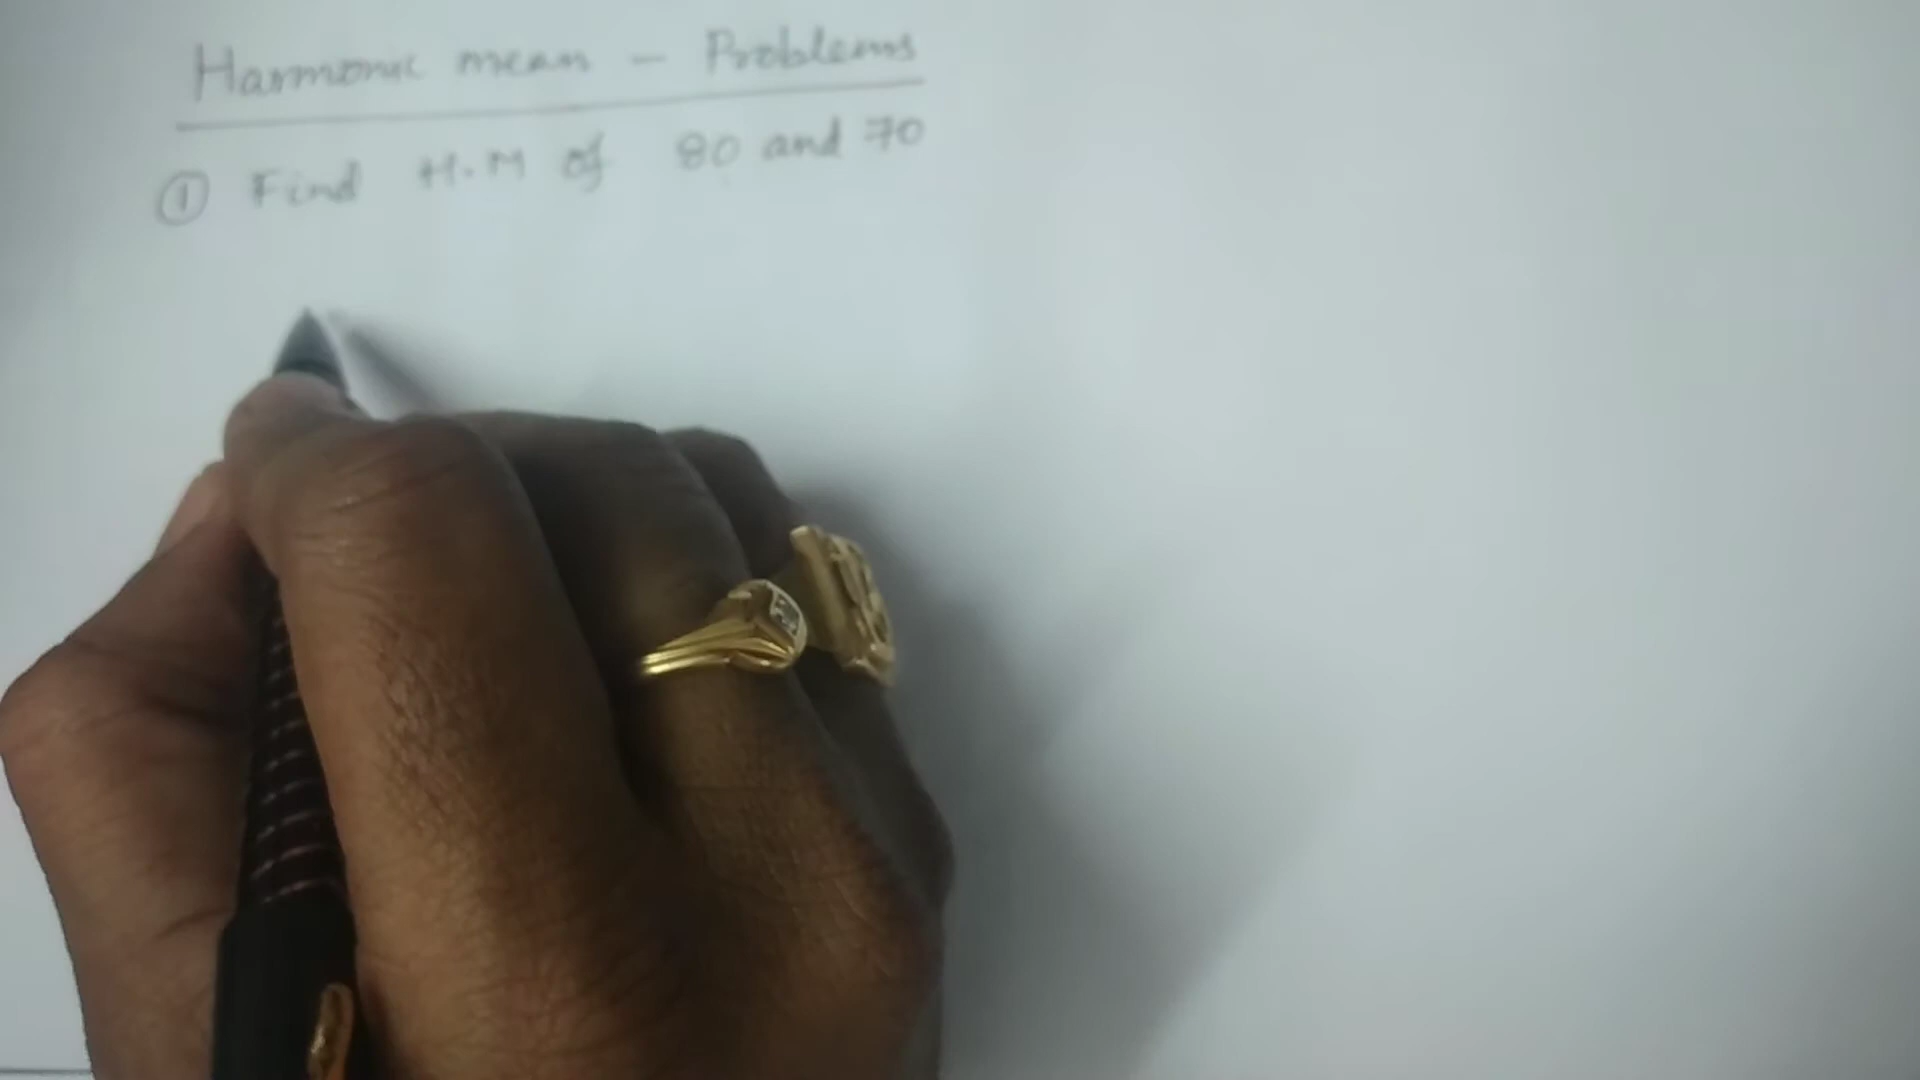 Harmonic mean - Problems
① Find H.M of 80 and 70